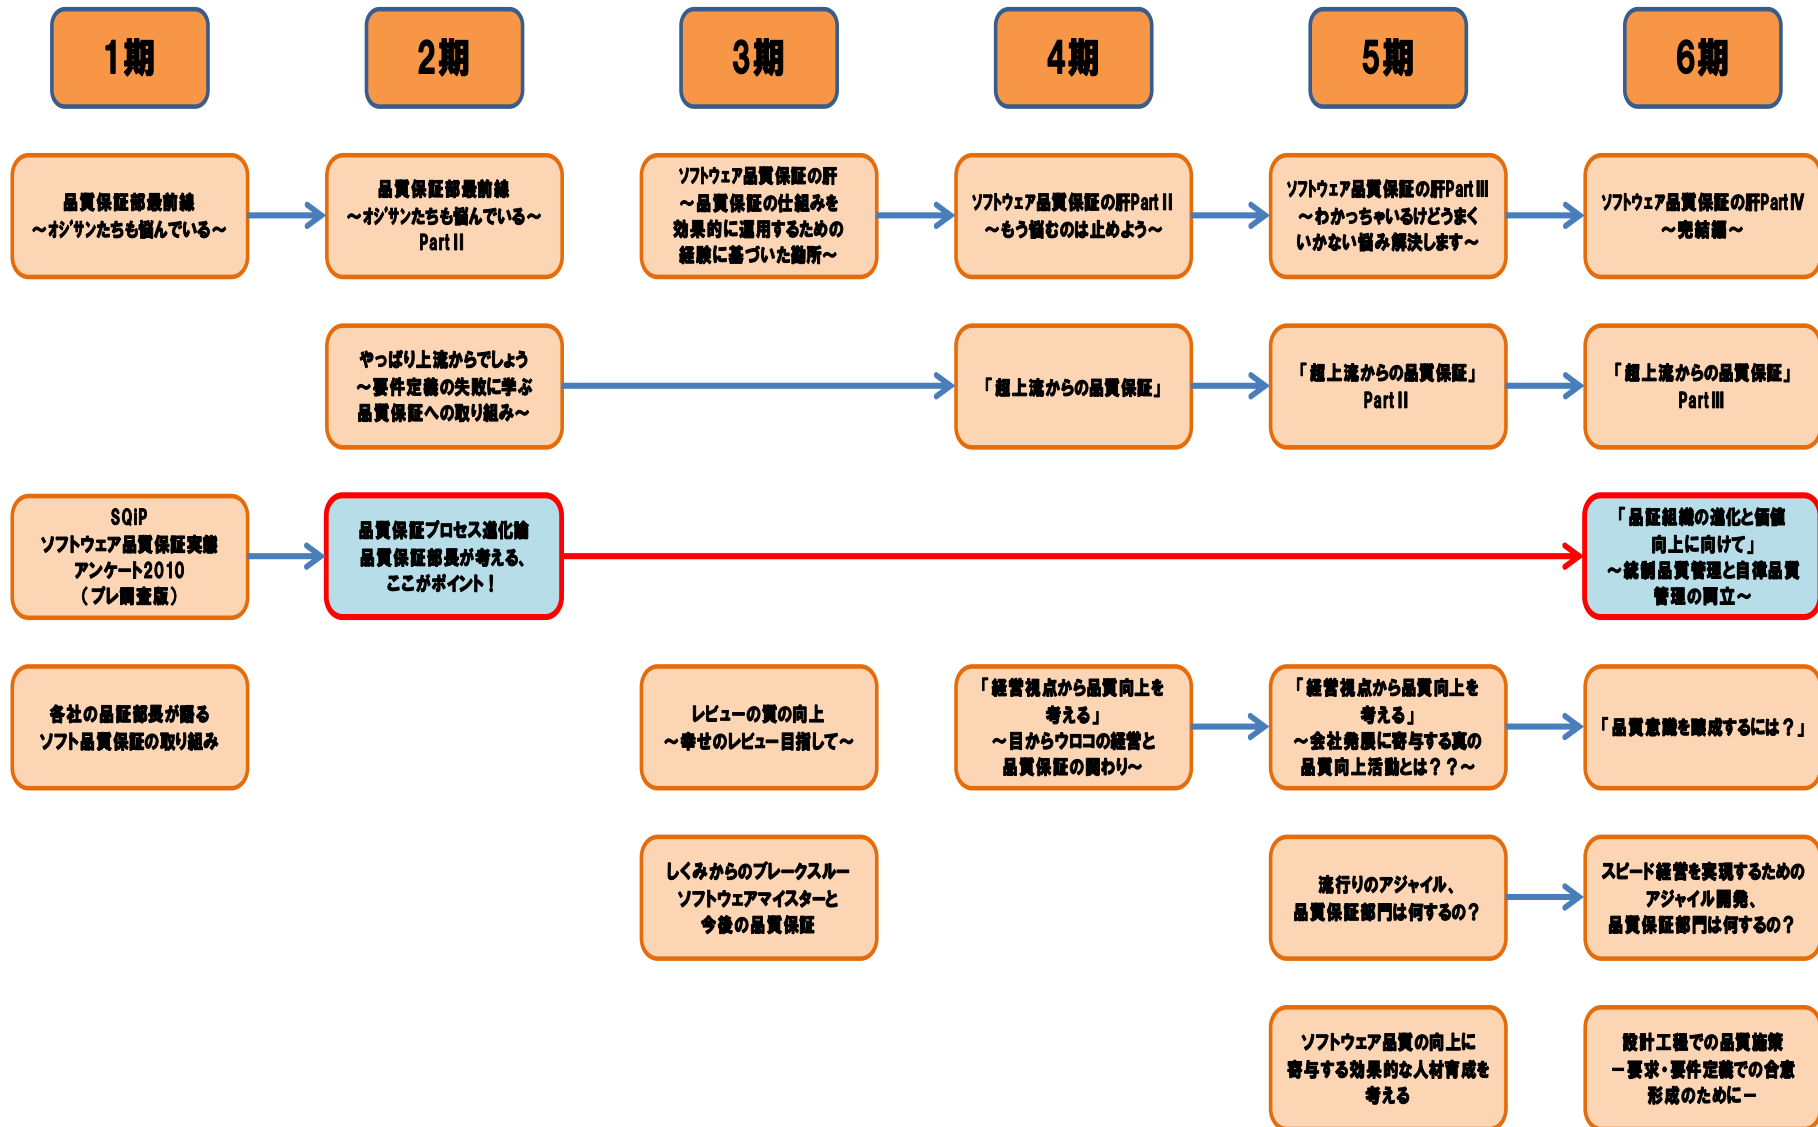 1期
2期
3期
4期
5期
6期
品質保証部最前線
～オジサンたちも悩んでいる～
品質保証部最前線
～オジサンたちも悩んでいる～
PartⅡ
ソフトウェア品質保証の肝
～品質保証の仕組みを
効果的に運用するための
経験に基づいた勘所～
ソフトウェア品質保証の肝PartⅡ
～もう悩むのは止めよう～
ソフトウェア品質保証の肝PartⅢ
～わかっちゃいるけどうまく
いかない悩み解決します～
ソフトウェア品質保証の肝PartⅣ
～完結編～
やっぱり上流からでしょう
～要件定義の失敗に学ぶ
品質保証への取り組み～
「超上流からの品質保証」
「超上流からの品質保証」
PartⅡ
「超上流からの品質保証」
PartⅢ
SQiP
ソフトウェア品質保証実態
アンケート2010
（プレ調査版）
品質保証プロセス進化論
品質保証部長が考える、
ここがポイント！
「品証組織の進化と価値
向上に向けて」
～統制品質管理と自律品質
管理の両立～
各社の品証部長が語る
ソフト品質保証の取り組み
レビューの質の向上
～幸せのレビュー目指して～
「経営視点から品質向上を
考える」
～目からウロコの経営と
品質保証の関わり～
「経営視点から品質向上を
考える」
～会社発展に寄与する真の
品質向上活動とは？？～
「品質意識を醸成するには？」
しくみからのブレークスルー
ソフトウェアマイスターと
今後の品質保証
流行りのアジャイル、
品質保証部門は何するの？
スピード経営を実現するための
アジャイル開発、
品質保証部門は何するの？
ソフトウェア品質の向上に
寄与する効果的な人材育成を
考える
設計工程での品質施策
－要求・要件定義での合意
形成のために－